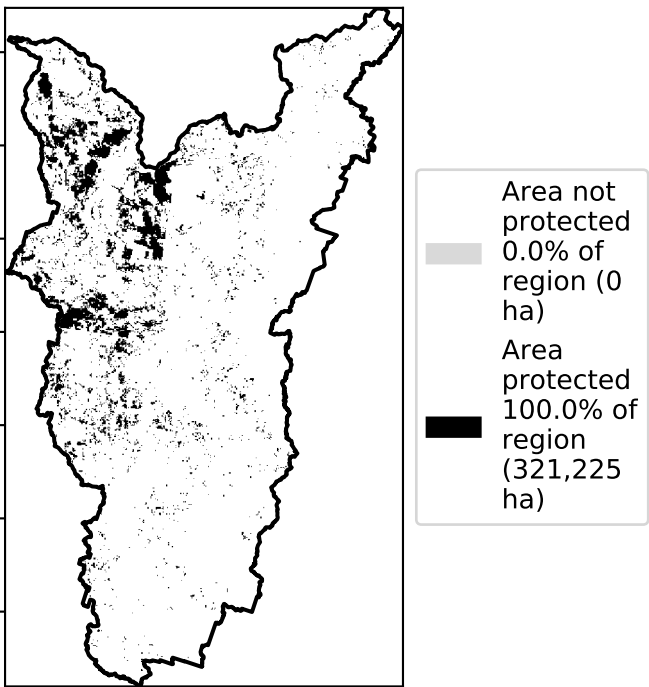 Area not
protected
0.0% of
region (0
ha)
Area
protected
100.0% of
region
(321,225
ha)